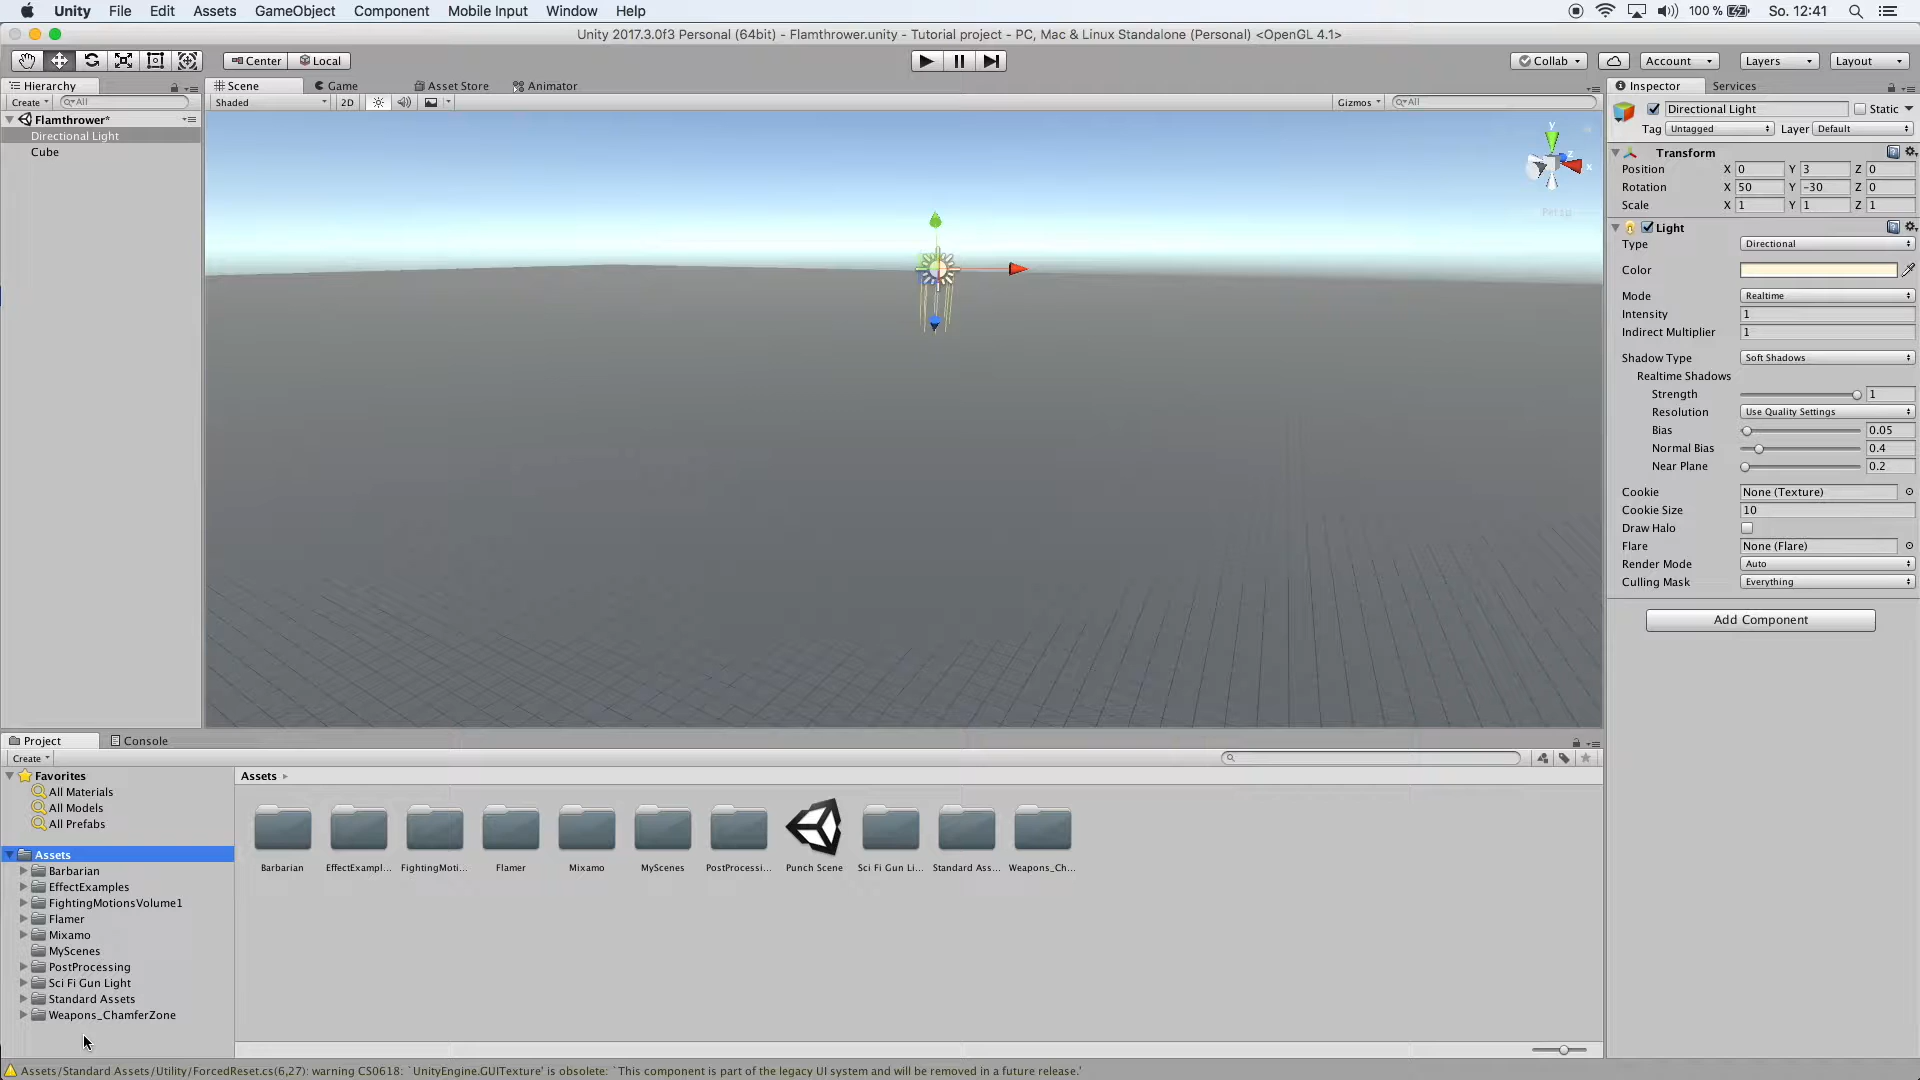 Unity File Edit Assets GameObject Component Mobile Input Window Help 100 % So. 12:41
Unity 2017.3.0f3 Personal (64bit) - Flamthrower.unity - Tutorial project - PC, Mac & Linux Standalone (Personal) <OpenGL 4.1>
Center Local Collab Account Layers Layout
Hierarchy Scene Game Asset Store Animator Inspector Services
Create All Shaded 2D Gizmos All Directional Light Static
Flamthrower*
Tag Untagged Layer Default
Directional Light
Cube
y
x
z
Persp
Transform
Position X 0 Y 3 Z 0
Rotation X 50 Y -30 Z 0
Scale X 1 Y 1 Z 1
Light
Type Directional
Color
Mode Realtime
Intensity 1
Indirect Multiplier 1
Shadow Type Soft Shadows
Realtime Shadows
Strength 1
Resolution Use Quality Settings
Bias 0.05
Normal Bias 0.4
Near Plane 0.2
Cookie None (Texture)
Cookie Size 10
Draw Halo
Flare None (Flare)
Render Mode Auto
Culling Mask Everything
Add Component
Project Console
Create
Favorites
All Materials
All Models
All Prefabs
Assets
Barbarian
EffectExamples
FightingMotionsVolume1
Flamer
Mixamo
MyScenes
PostProcessing
Sci Fi Gun Light
Standard Assets
Weapons_ChamferZone
Assets
Barbarian EffectExampl... FightingMoti... Flamer Mixamo MyScenes PostProcessi... Punch Scene Sci Fi Gun Li... Standard Ass... Weapons_Ch...
Assets/Standard Assets/Utility/ForcedReset.cs(6,27): warning CS0618: `UnityEngine.GUITexture' is obsolete: `This component is part of the legacy UI system and will be removed in a future release.'